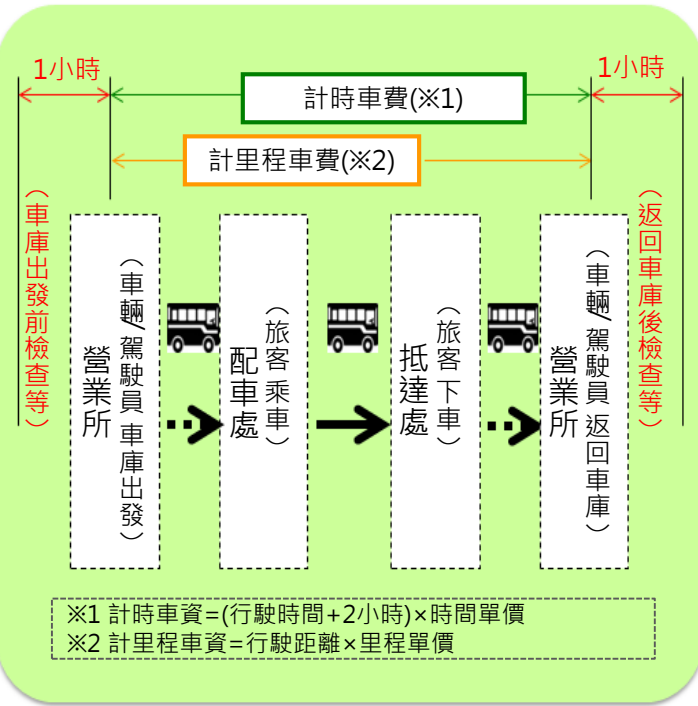 1小時
1小時
計時車費(※1)
計里程車費(※2)
（車庫出發前檢查等）
營業所
（車輛/駕駛員 車庫出發）
配車處
（旅客 乘車）
抵達處
（旅客 下車）
營業所
（車輛/駕駛員 返回車庫）
（返回車庫後檢查等）
※1 計時車資=(行駛時間+2小時)×時間單價
※2 計里程車資=行駛距離×里程單價